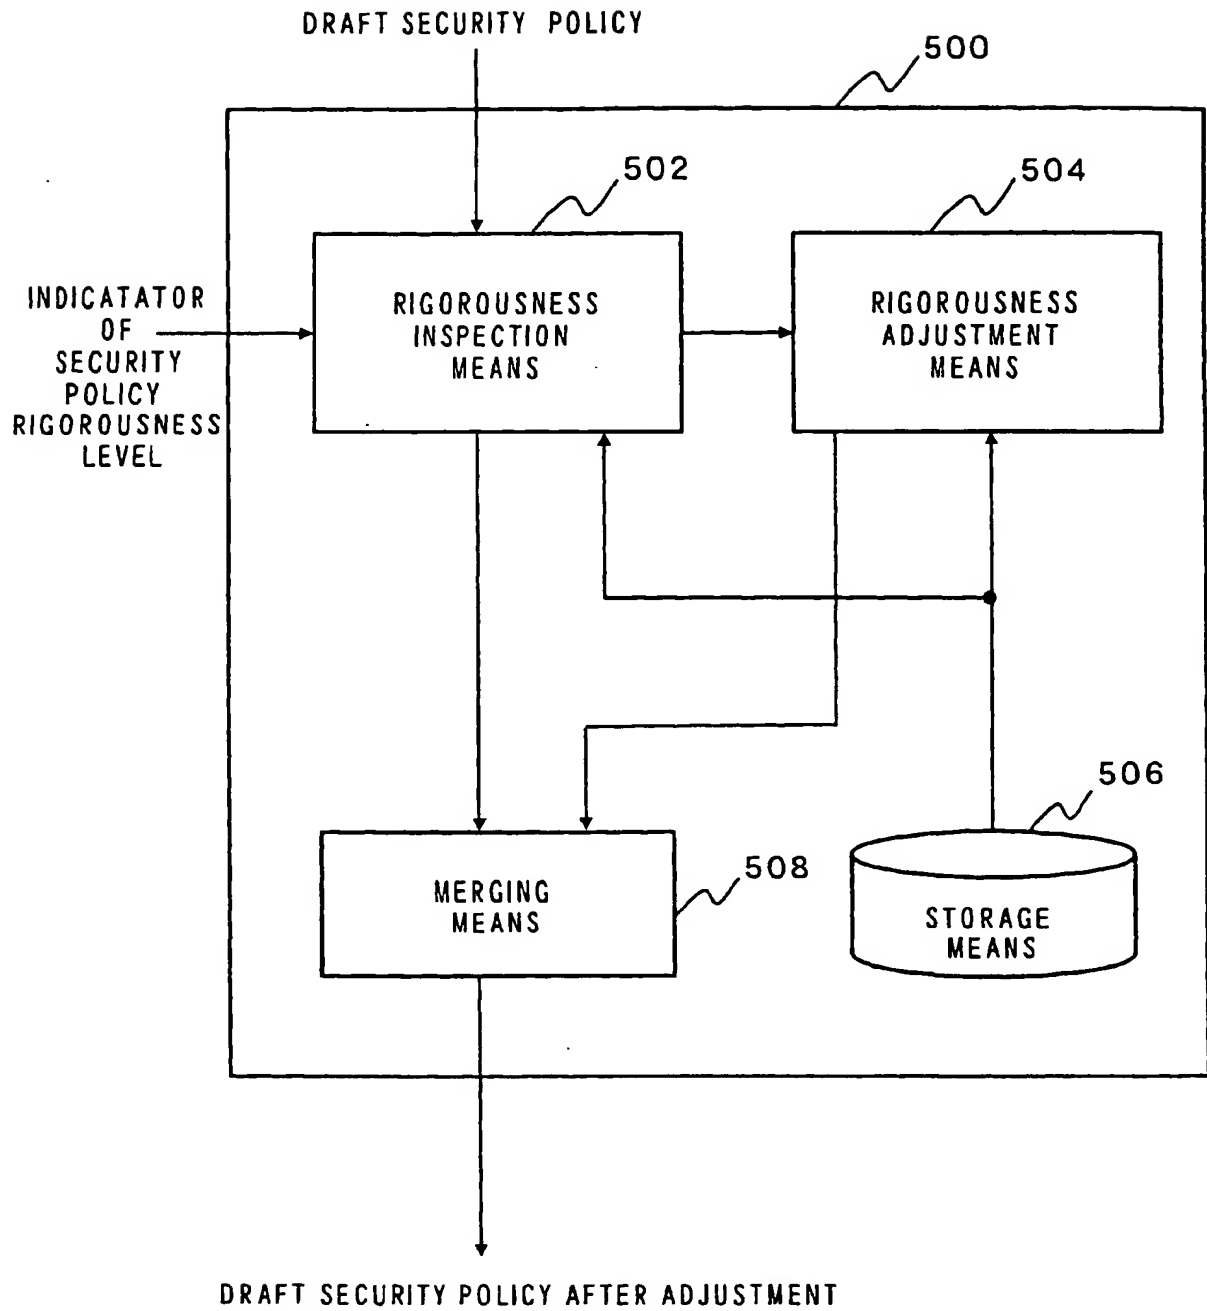 DRAFT SECURITY POLICY
500
502
504
INDICATATOR
OF
SECURITY
POLICY
RIGOROUSNESS
LEVEL
RIGOROUSNESS
INSPECTION
MEANS
RIGOROUSNESS
ADJUSTMENT
MEANS
506
508
MERGING
MEANS
STORAGE
MEANS
DRAFT SECURITY POLICY AFTER ADJUSTMENT